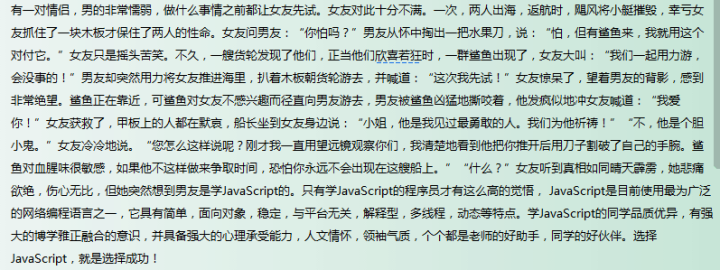 有一对情侣，男的非常懦弱，做什么事情之前都让女友先试。女友对此十分不满。一次，两人出海，返航时，飓风将小艇摧毁，幸亏女
友抓住了一块木板才保住了两人的性命。女友问男友：“你怕吗？”男友从怀中掏出一把水果刀，说：“怕，但有鲨鱼来，我就用这个
对付它。”女友只是摇头苦笑。不久，一艘货轮发现了他们，正当他们欣喜若狂时，一群鲨鱼出现了，女友大叫：“我们一起用力游，
会没事的！”男友却突然用力将女友推进海里，扒着木板朝货轮游去，并喊道：“这次我先试！”女友惊呆了，望着男友的背影，感到
非常绝望。鲨鱼正在靠近，可鲨鱼对女友不感兴趣而径直向男友游去，男友被鲨鱼凶猛地撕咬着，他发疯似地冲女友喊道：“我爱
你！”女友获救了，甲板上的人都在默哀，船长坐到女友身边说：“小姐，他是我见过最勇敢的人。我们为他祈祷！”“不，他是个胆
小鬼。”女友冷冷地说。“您怎么这样说呢？刚才我一直用望远镜观察你们，我清楚地看到他把你推开后用刀子割破了自己的手腕。鲨
鱼对血腥味很敏感，如果他不这样做来争取时间，恐怕你永远不会出现在这艘船上。”“什么？”女友听到真相如同晴天霹雳，她悲痛
欲绝，伤心无比，但她突然想到男友是学JavaScript的。只有学JavaScript的程序员才有这么高的觉悟， JavaScript是目前使用最为广泛
的网络编程语言之一，它具有简单，面向对象，稳定，与平台无关，解释型，多线程，动态等特点。学JavaScript的同学品质优异，有强
大的博学雅正融合的意识，并具备强大的心理承受能力，人文情怀，领袖气质，个个都是老师的好助手，同学的好伙伴。选择
JavaScript，就是选择成功！